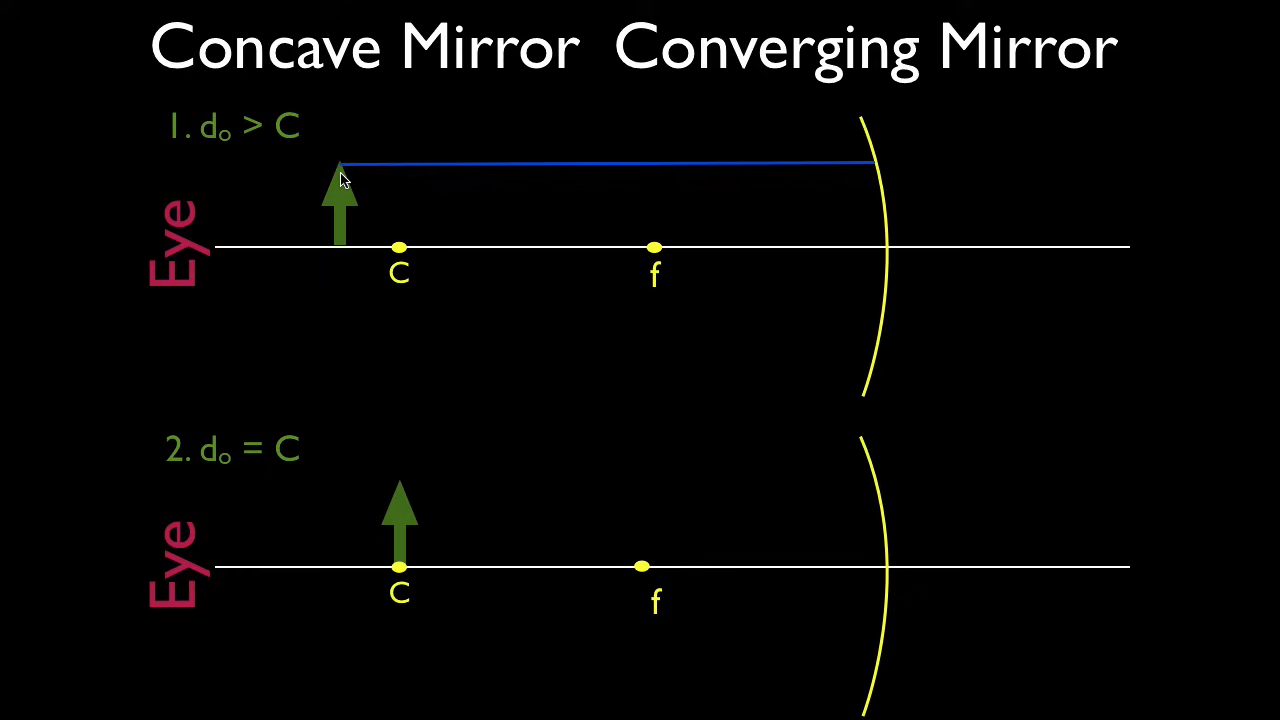 Concave Mirror Converging Mirror
1. dₒ > C
Eye
C
f
2. dₒ = C
Eye
C
f